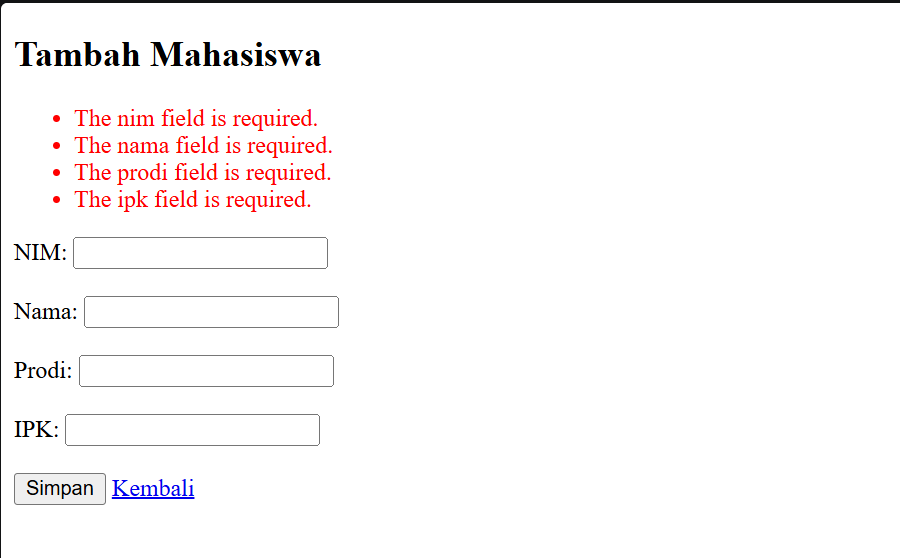 Tambah Mahasiswa
The nim field is required.
The nama field is required.
The prodi field is required.
The ipk field is required.
NIM:
Nama:
Prodi:
IPK:
Simpan Kembali